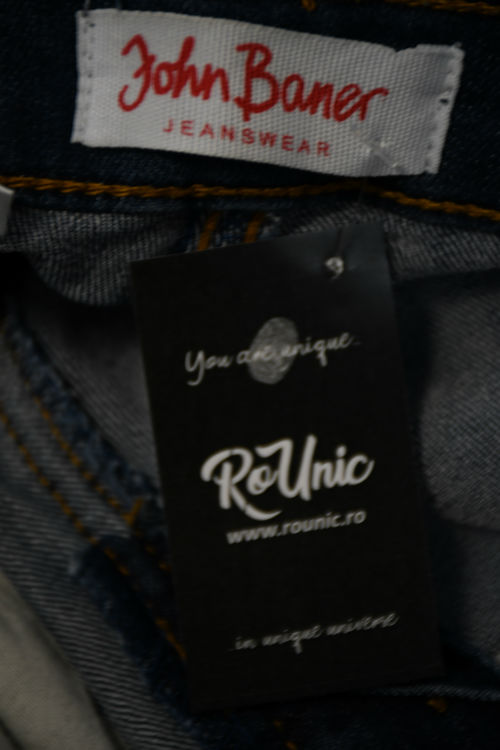 John Baner
JEANSWEAR
You are unique...
RoUnic
www.rounic.ro
...in unique universe